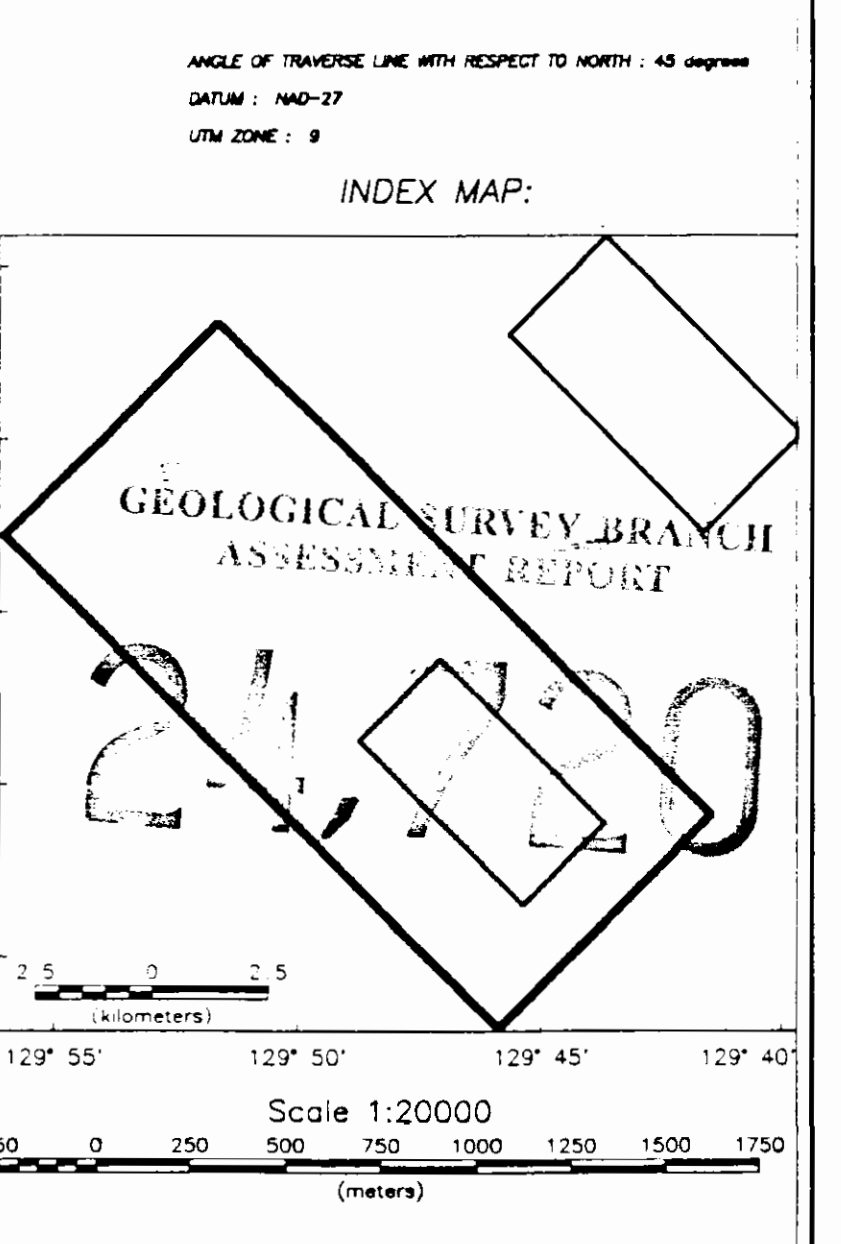 ANGLE OF TRAVERSE LINE WITH RESPECT TO NORTH : 45 degrees
DATUM : NAD-27
UTM ZONE : 9
INDEX MAP:
GEOLOGICAL SURVEY BRANCH
ASSESSMENT REPORT
24,720
2.5 0 2.5
(kilometers)
129° 55' 129° 50' 129° 45' 129° 40'
Scale 1:20000
0 250 500 750 1000 1250 1500 1750
(meters)